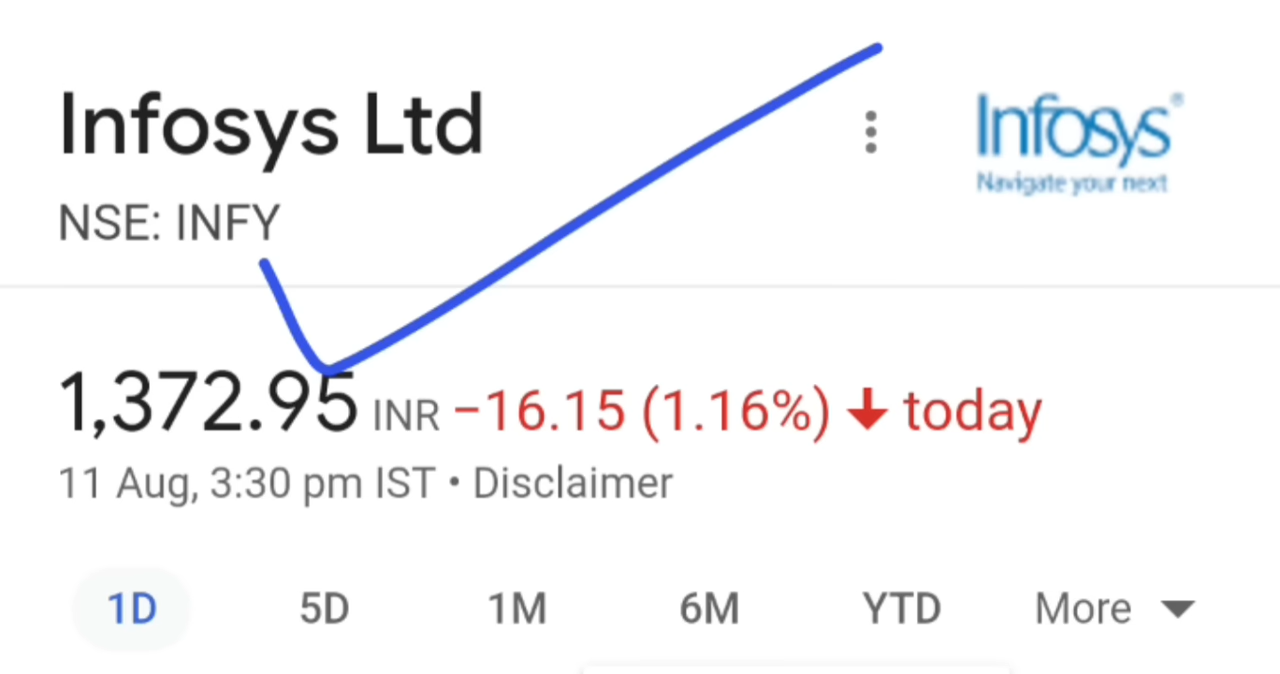 Infosys Ltd
Infosys®
Navigate your next
NSE: INFY
1,372.95 INR −16.15 (1.16%) ↓ today
11 Aug, 3:30 pm IST • Disclaimer
1D 5D 1M 6M YTD More